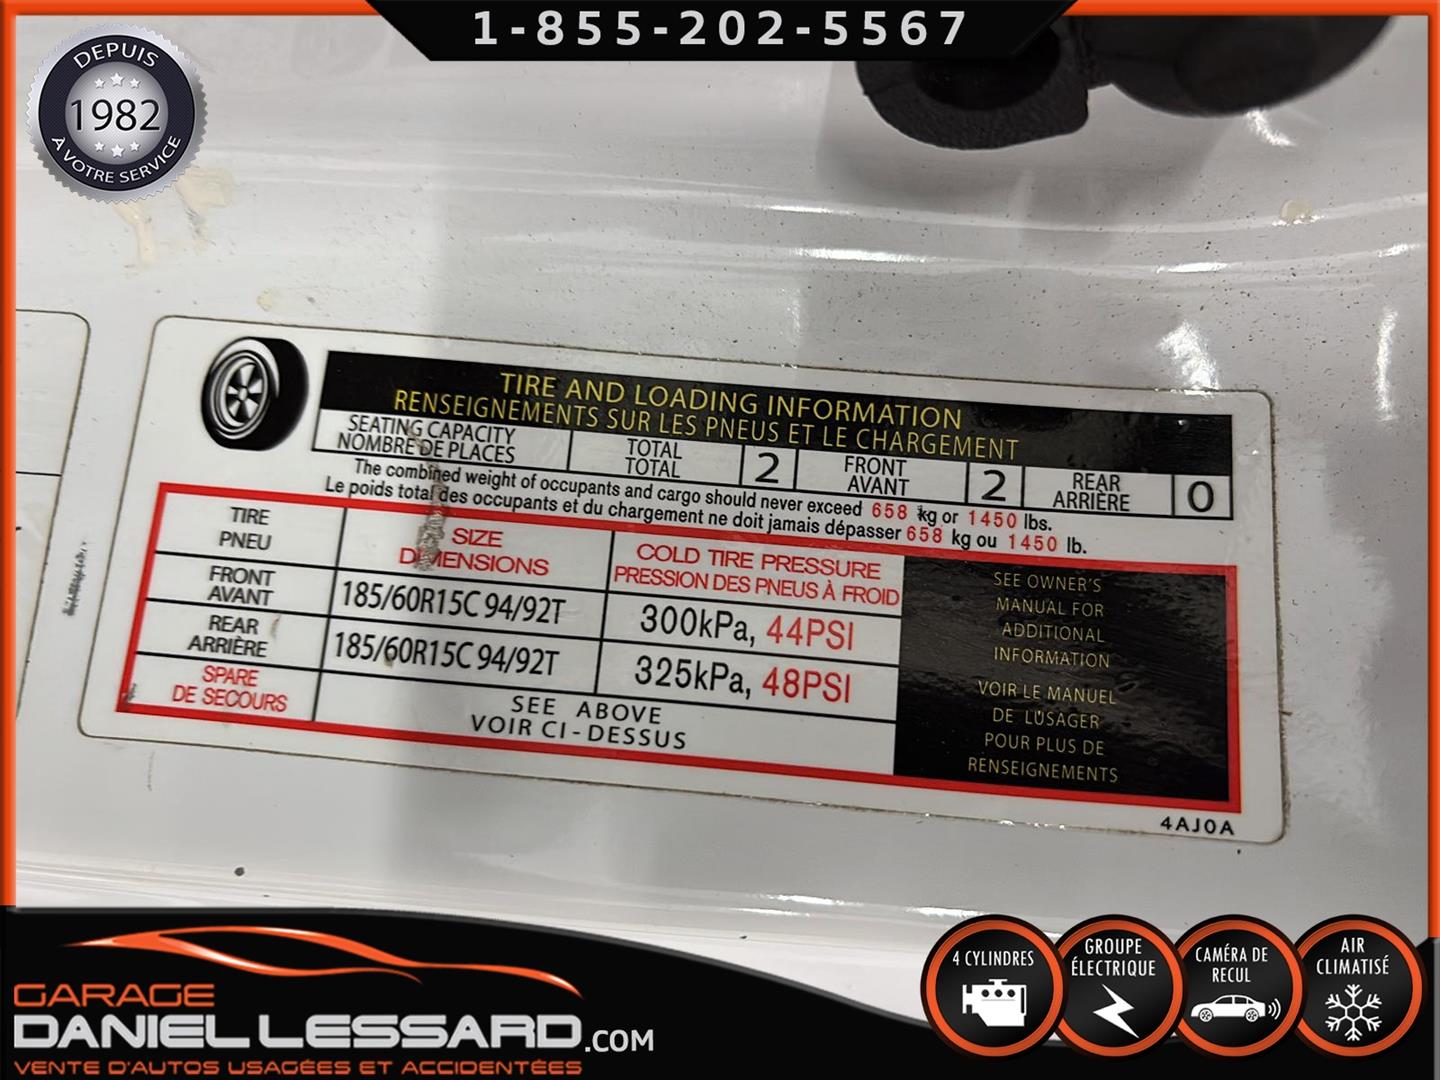 1-855-202-5567
DEPUIS
1982
À VOTRE SERVICE
TIRE AND LOADING INFORMATION
RENSEIGNEMENTS SUR LES PNEUS ET LE CHARGEMENT
SEATING CAPACITY
NOMBRE DE PLACES
TOTAL
TOTAL
2
FRONT
AVANT
2
REAR
ARRIÈRE
0
The combined weight of occupants and cargo should never exceed 658 kg or 1450 lbs.
Le poids total des occupants et du chargement ne doit jamais dépasser 658 kg ou 1450 lb.
TIRE
PNEU
SIZE
DIMENSIONS
COLD TIRE PRESSURE
PRESSION DES PNEUS À FROID
FRONT
AVANT
185/60R15C 94/92T
300kPa, 44PSI
REAR
ARRIÈRE
185/60R15C 94/92T
325kPa, 48PSI
SPARE
DE SECOURS
SEE ABOVE
VOIR CI-DESSUS
SEE OWNER'S
MANUAL FOR
ADDITIONAL
INFORMATION
VOIR LE MANUEL
DE L'USAGER
POUR PLUS DE
RENSEIGNEMENTS
4AJ0A
GARAGE
DANIEL LESSARD.COM
VENTE D'AUTOS USAGÉES ET ACCIDENTÉES
4 CYLINDRES
GROUPE
ÉLECTRIQUE
CAMÉRA DE
RECUL
AIR
CLIMATISÉ